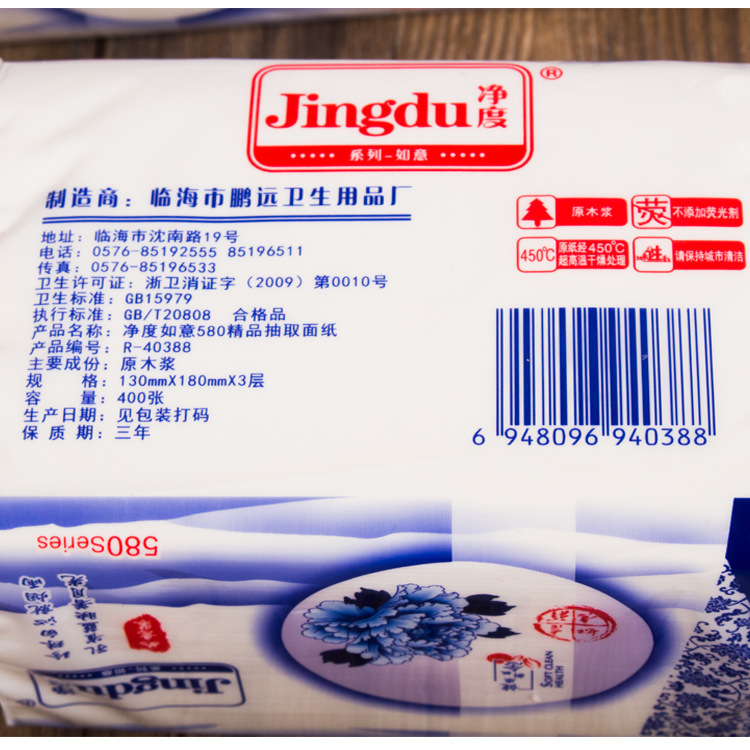 Jingdu 净度
®
系列-如意
制造商：临海市鹏远卫生用品厂
地址：临海市沈南路19号
电话：0576-85192555 85196511
传真：0576-85196533
卫生许可证：浙卫消证字（2009）第0010号
卫生标准：GB15979
执行标准：GB/T20808 合格品
产品名称：净度如意580精品抽取面纸
产品编号：R-40388
主要成份：原木浆
规 格：130mmX180mmX3层
容 量：400张
生产日期：见包装打码
保 质 期：三年
原木浆
荧 不添加荧光剂
450℃ 原纸经450℃
超高温干燥处理
请保持城市清洁
6 948096 940388
580Series
SOFT CLEAN
HEALTH
Jingdu 净度
系列-如意
®